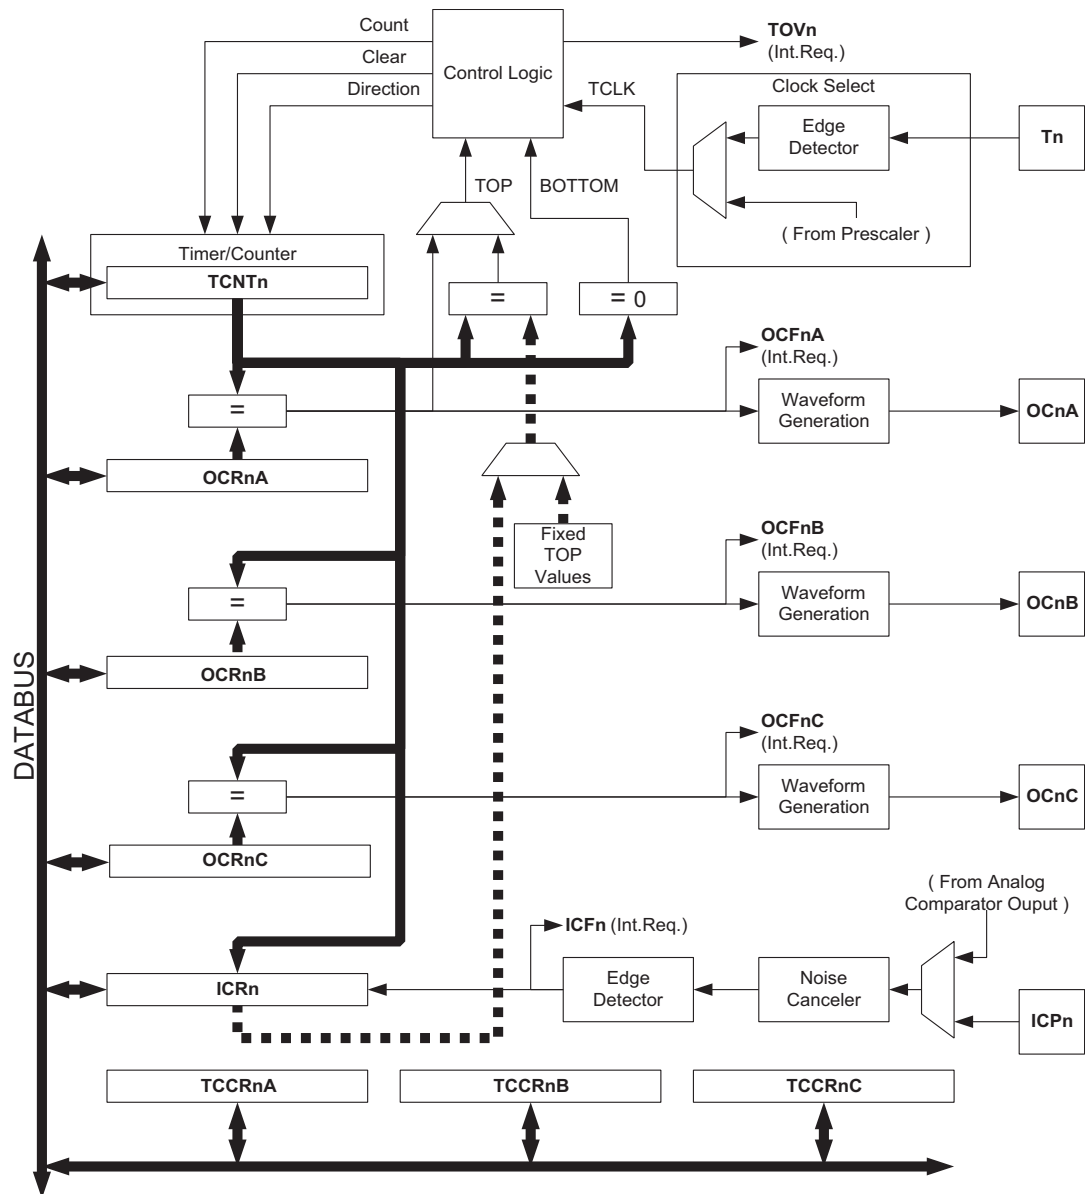 Count
Clear
Direction
Control Logic
TOVn
(Int.Req.)
TCLK
Clock Select
Edge
Detector
Tn
( From Prescaler )
TOP
BOTTOM
Timer/Counter
TCNTn
=
= 0
OCFnA
(Int.Req.)
=
Waveform
Generation
OCnA
OCRnA
Fixed
TOP
Values
OCFnB
(Int.Req.)
=
Waveform
Generation
OCnB
OCRnB
DATABUS
OCFnC
(Int.Req.)
=
Waveform
Generation
OCnC
OCRnC
( From Analog
Comparator Ouput )
ICFn (Int.Req.)
ICRn
Edge
Detector
Noise
Canceler
ICPn
TCCRnA
TCCRnB
TCCRnC